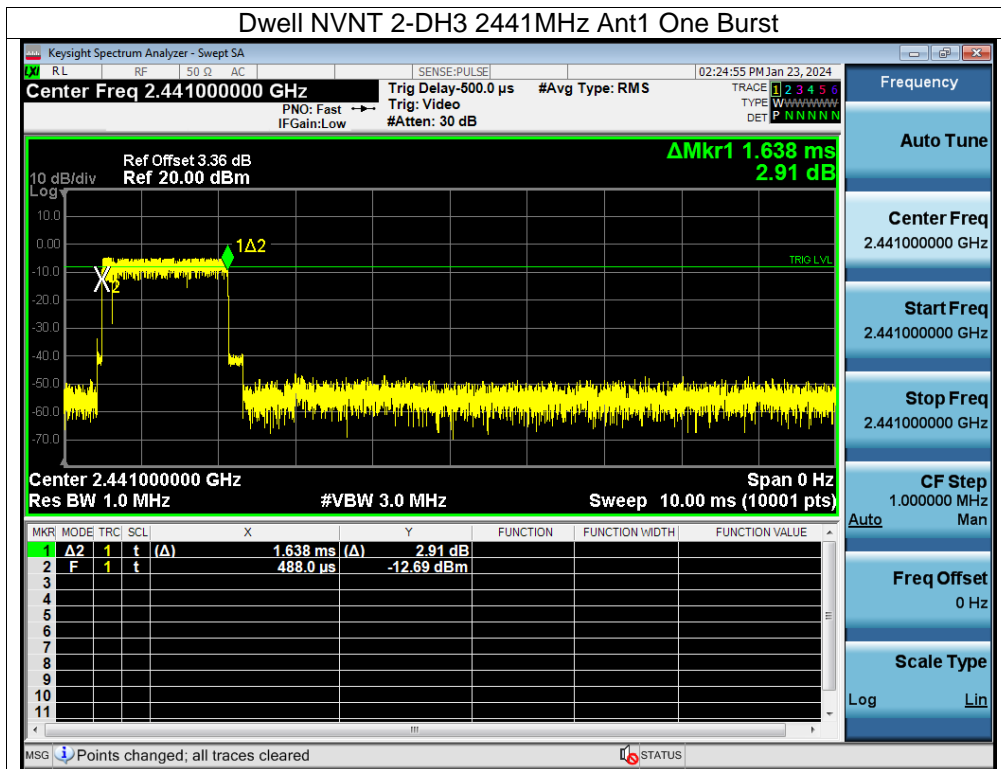 Dwell NVNT 2-DH3 2441MHz Ant1 One Burst
Keysight Spectrum Analyzer - Swept SA
LXI RL RF 50 Ω AC SENSE:PULSE 02:24:55 PM Jan 23, 2024
Center Freq 2.441000000 GHz Trig Delay-500.0 µs #Avg Type: RMS TRACE 1 2 3 4 5 6
PNO: Fast Trig: Video TYPE WWWWWW
IFGain:Low #Atten: 30 dB DET P N N N N N
Frequency
Auto Tune
Center Freq
2.441000000 GHz
Start Freq
2.441000000 GHz
Stop Freq
2.441000000 GHz
CF Step
1.000000 MHz
Auto Man
Freq Offset
0 Hz
Scale Type
Log Lin
ΔMkr1 1.638 ms
2.91 dB
Ref Offset 3.36 dB
10 dB/div Ref 20.00 dBm
Log
10.0
0.00
-10.0
-20.0
-30.0
-40.0
-50.0
-60.0
-70.0
1Δ2
TRIG LVL
2
Center 2.441000000 GHz Span 0 Hz
Res BW 1.0 MHz #VBW 3.0 MHz Sweep 10.00 ms (10001 pts)
MKR MODE TRC SCL X Y FUNCTION FUNCTION WIDTH FUNCTION VALUE
1 Δ2 1 t (Δ) 1.638 ms (Δ) 2.91 dB
2 F 1 t 488.0 µs -12.69 dBm
3
4
5
6
7
8
9
10
11
MSG Points changed; all traces cleared STATUS